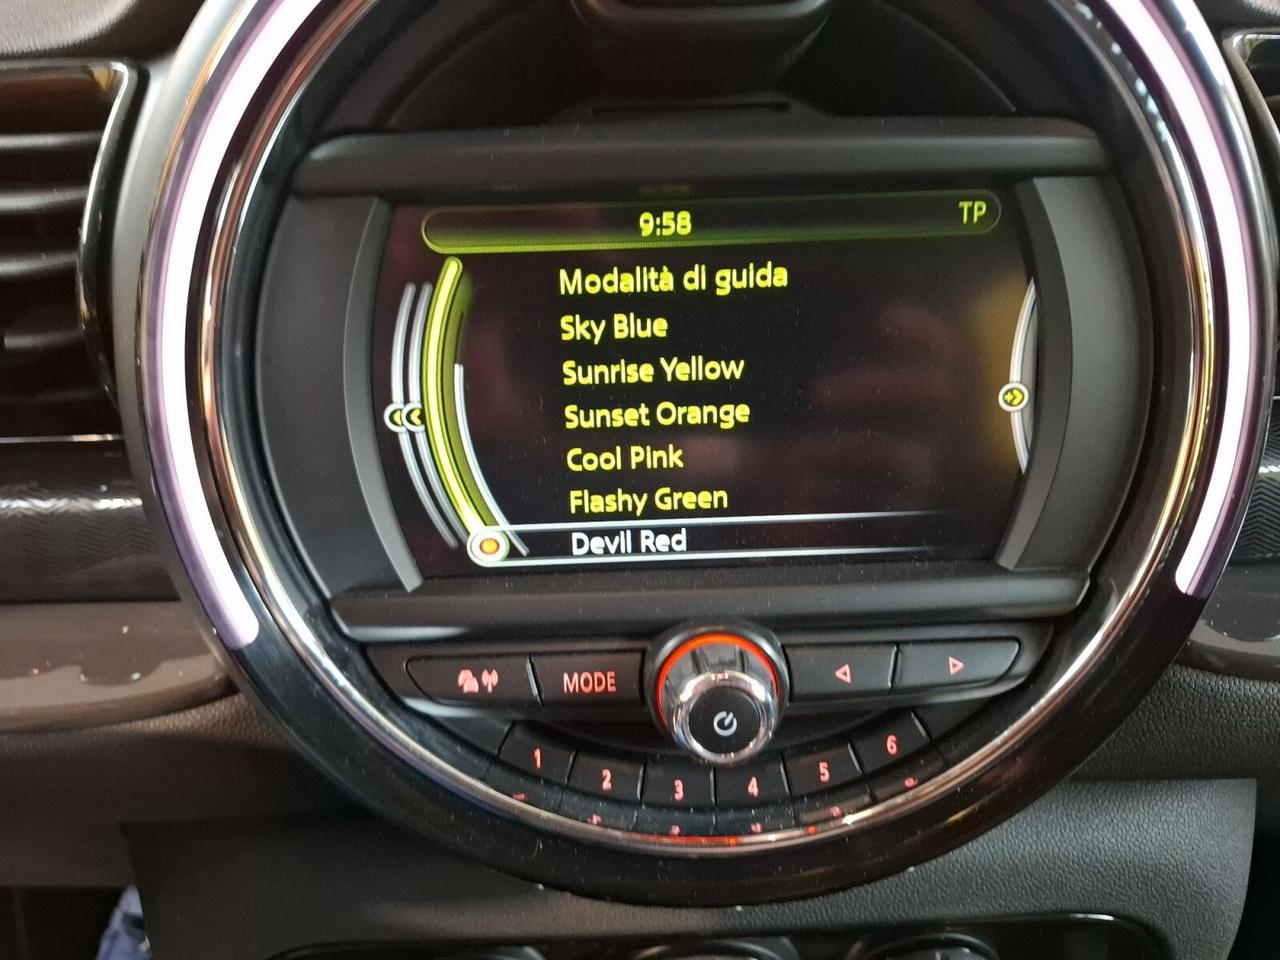 9:58 TP
Modalità di guida
Sky Blue
Sunrise Yellow
Sunset Orange
Cool Pink
Flashy Green
Devil Red
MODE
1 2 3 4 5 6